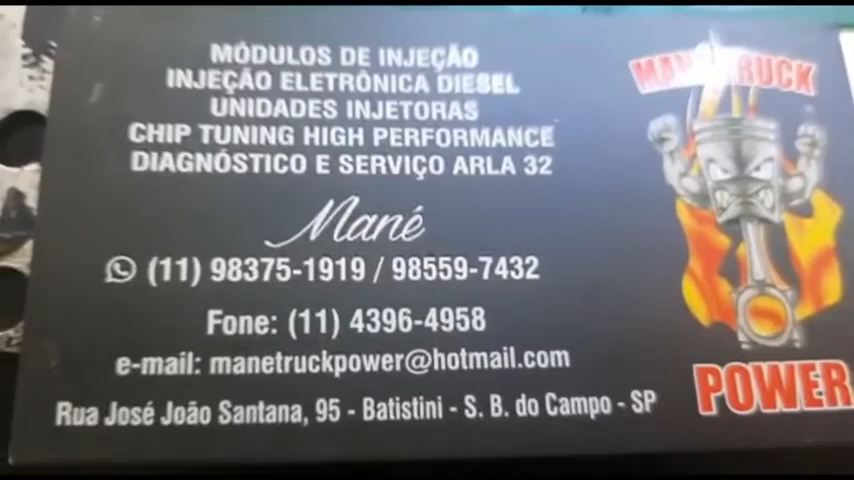 MÓDULOS DE INJEÇÃO
INJEÇÃO ELETRÔNICA DIESEL
UNIDADES INJETORAS
CHIP TUNING HIGH PERFORMANCE
DIAGNÓSTICO E SERVIÇO ARLA 32
Mané
(11) 98375-1919 / 98559-7432
Fone: (11) 4396-4958
e-mail: manetruckpower@hotmail.com
Rua José João Santana, 95 - Batistini - S. B. do Campo - SP
TRUCK
POWER